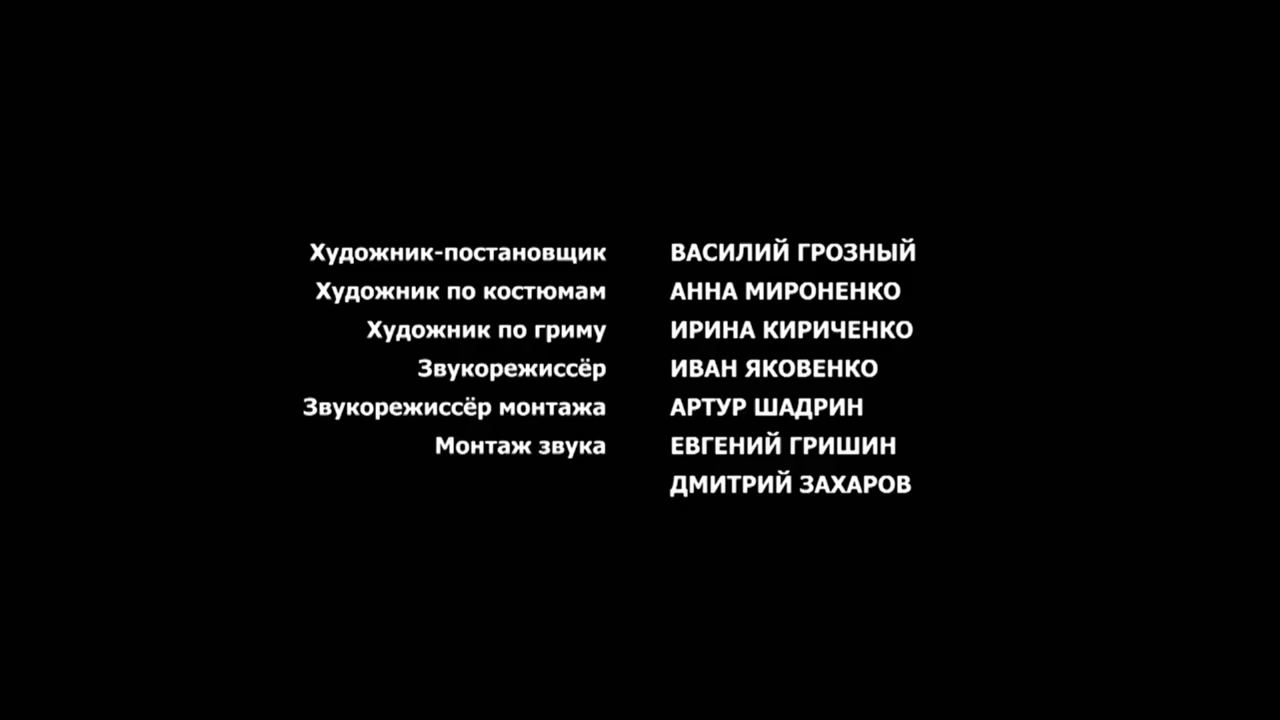 Художник-постановщик ВАСИЛИЙ ГРОЗНЫЙ
Художник по костюмам АННА МИРОНЕНКО
Художник по гриму ИРИНА КИРИЧЕНКО
Звукорежиссёр ИВАН ЯКОВЕНКО
Звукорежиссёр монтажа АРТУР ШАДРИН
Монтаж звука ЕВГЕНИЙ ГРИШИН
ДМИТРИЙ ЗАХАРОВ